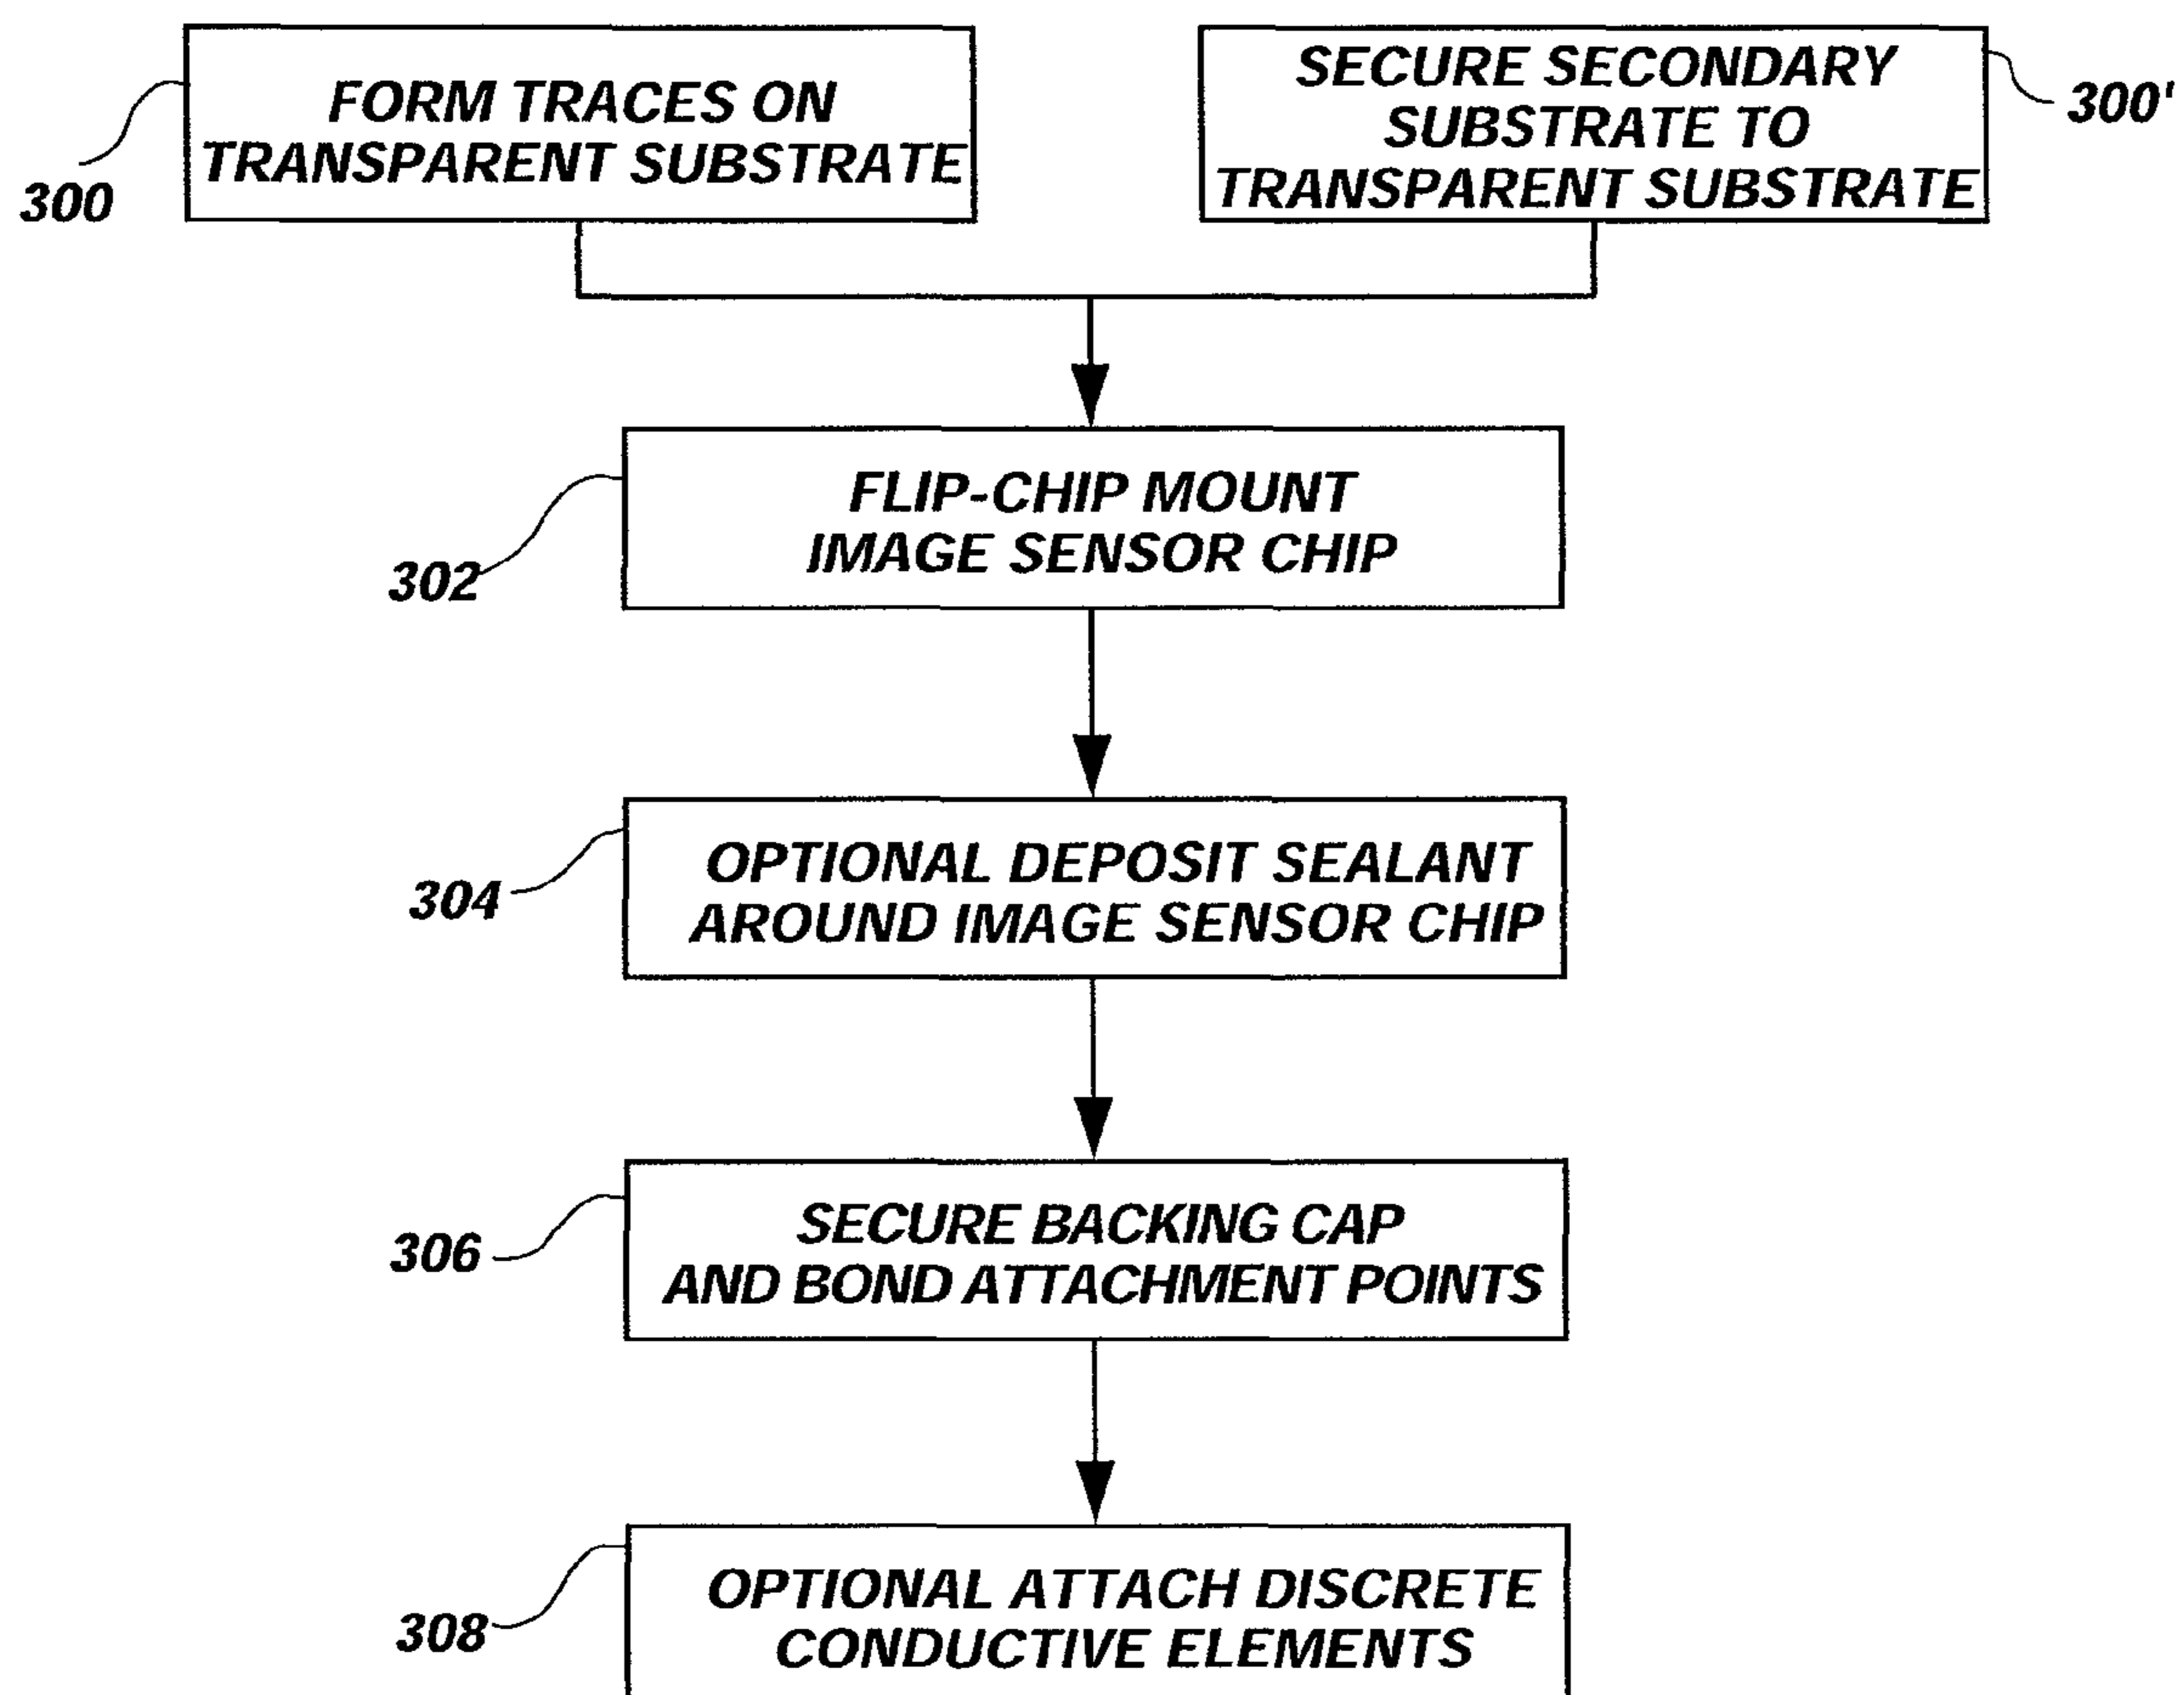 FORM TRACES ON
TRANSPARENT SUBSTRATE
300
SECURE SECONDARY
SUBSTRATE TO
TRANSPARENT SUBSTRATE
300'
FLIP-CHIP MOUNT
IMAGE SENSOR CHIP
302
OPTIONAL DEPOSIT SEALANT
AROUND IMAGE SENSOR CHIP
304
SECURE BACKING CAP
AND BOND ATTACHMENT POINTS
306
OPTIONAL ATTACH DISCRETE
CONDUCTIVE ELEMENTS
308